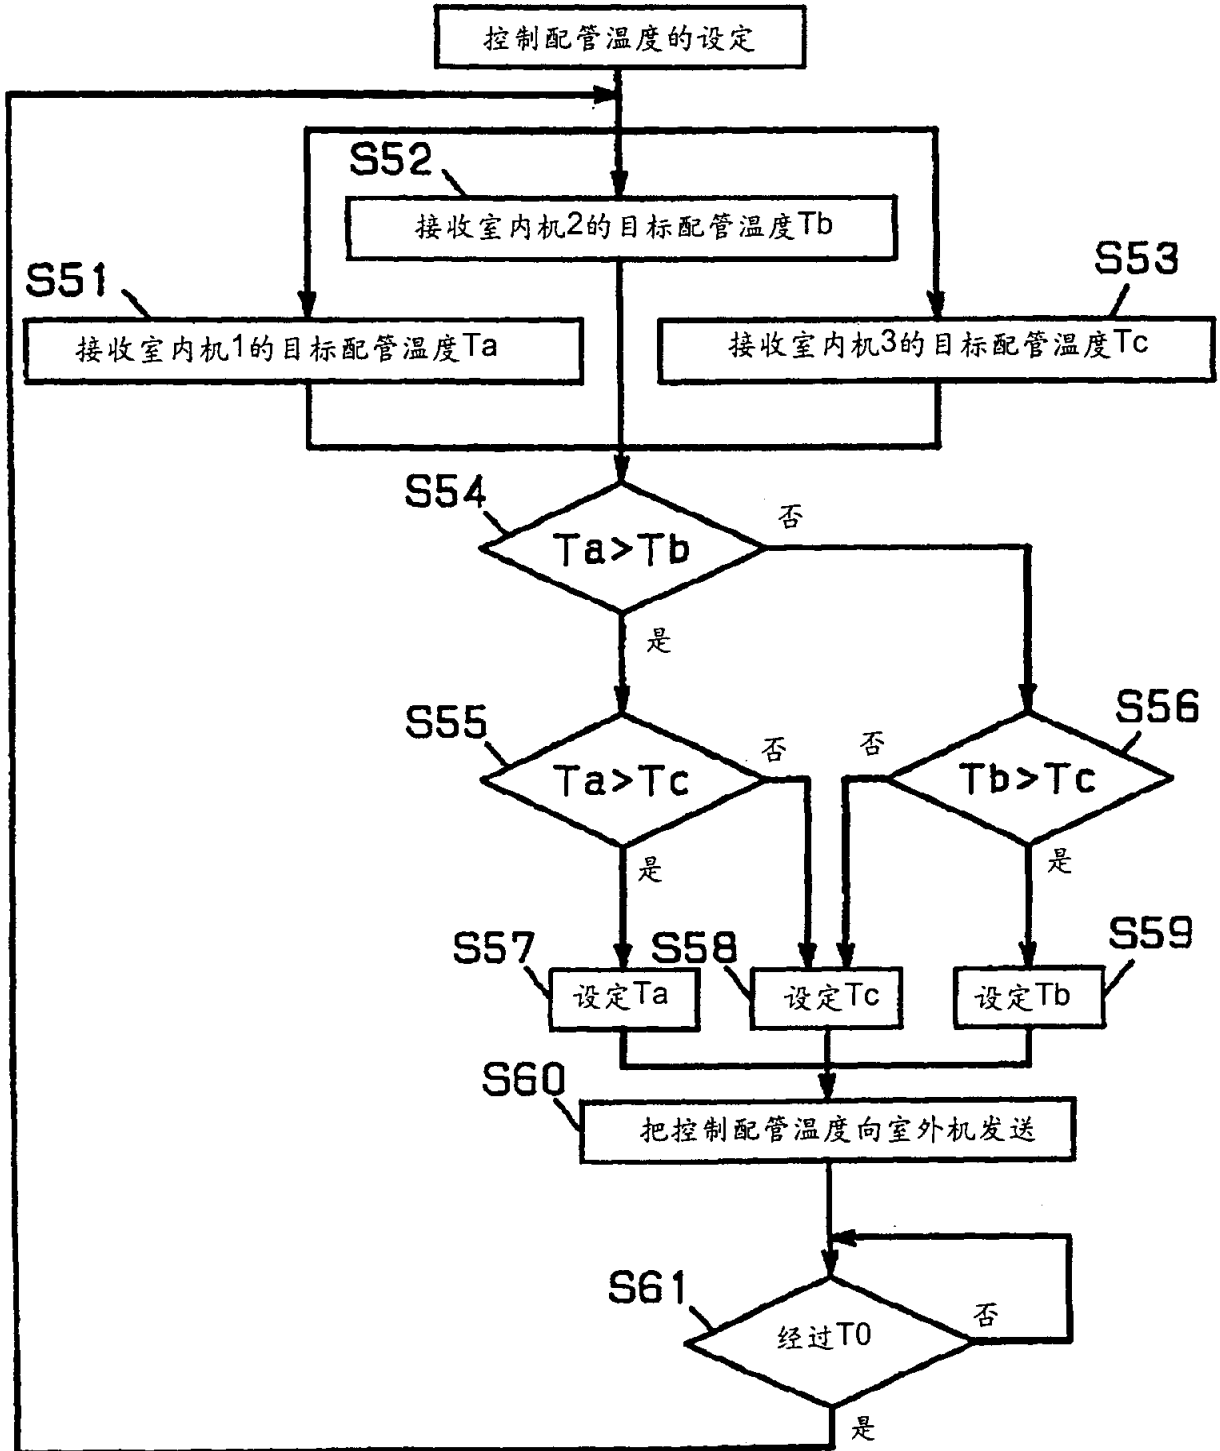 控制配管温度的设定
S52
接收室内机2的目标配管温度Tb
S51
接收室内机1的目标配管温度Ta
S53
接收室内机3的目标配管温度Tc
S54
Ta>Tb
否
是
S55
Ta>Tc
否
是
S56
Tb>Tc
否
是
S57
设定Ta
S58
设定Tc
S59
设定Tb
S60
把控制配管温度向室外机发送
S61
经过T0
否
是